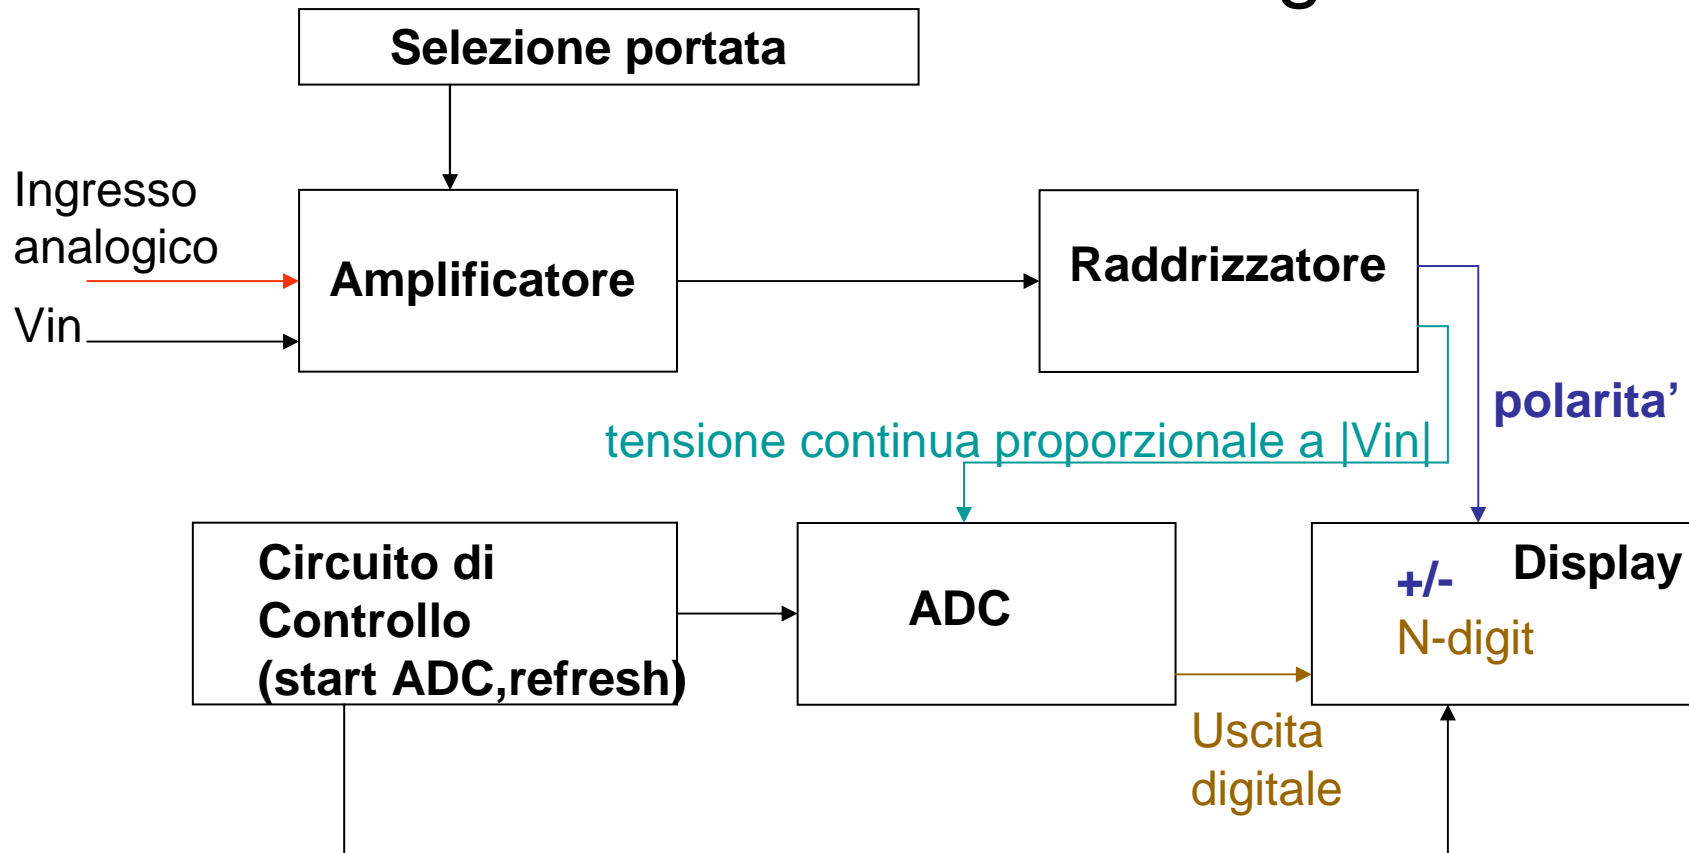 Selezione portata
Ingresso
analogico
Vin
Amplificatore
Raddrizzatore
polarita’
tensione continua proporzionale a |Vin|
Circuito di
Controllo
(start ADC,refresh)
ADC
Display
+/-
N-digit
Uscita
digitale